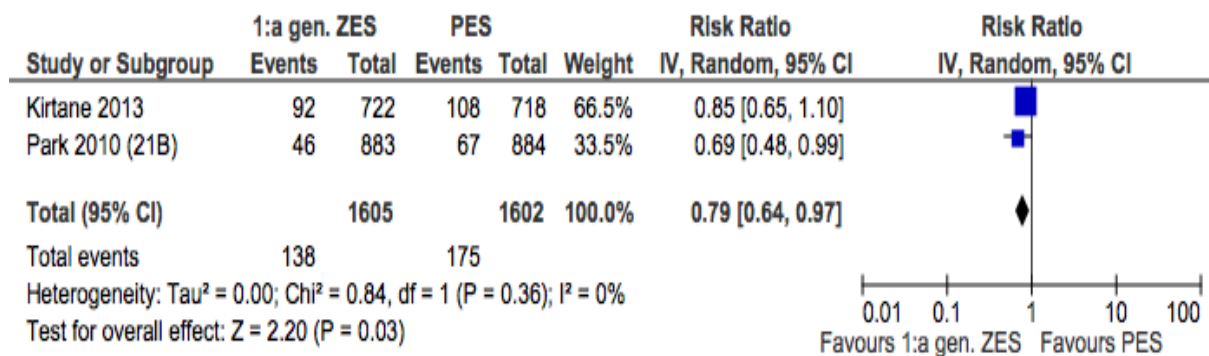 1:a gen. ZES PES Risk Ratio Risk Ratio
Study or Subgroup Events Total Events Total Weight IV, Random, 95% CI IV, Random, 95% CI
Kirtane 2013 92 722 108 718 66.5% 0.85 [0.65, 1.10]
Park 2010 (21B) 46 883 67 884 33.5% 0.69 [0.48, 0.99]
Total (95% CI) 1605 1602 100.0% 0.79 [0.64, 0.97]
Total events 138 175
Heterogeneity: Tau² = 0.00; Chi² = 0.84, df = 1 (P = 0.36); I² = 0%
Test for overall effect: Z = 2.20 (P = 0.03)
0.01 0.1 1 10 100
Favours 1:a gen. ZES Favours PES